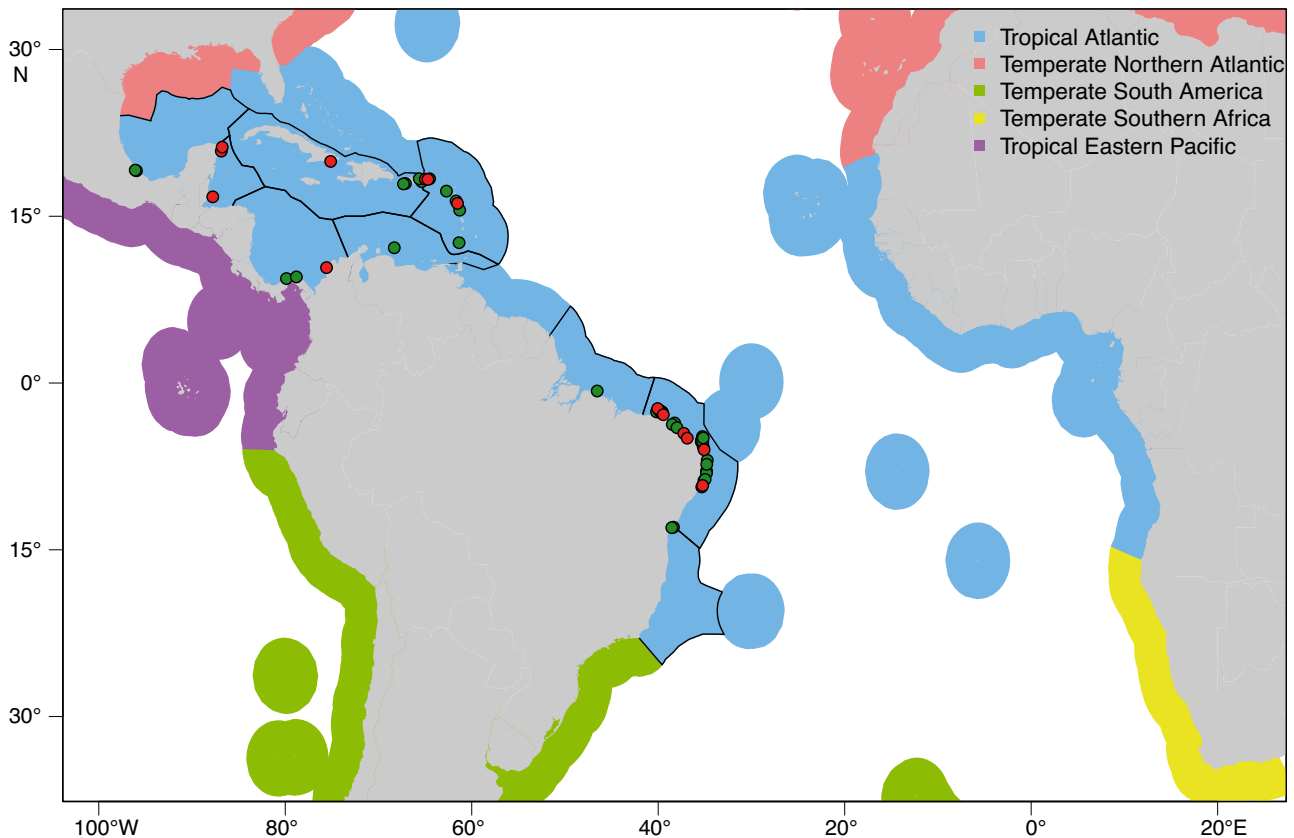 30°
N
15°
0°
15°
30°
Tropical Atlantic
Temperate Northern Atlantic
Temperate South America
Temperate Southern Africa
Tropical Eastern Pacific
100°W 80° 60° 40° 20° 0° 20°E